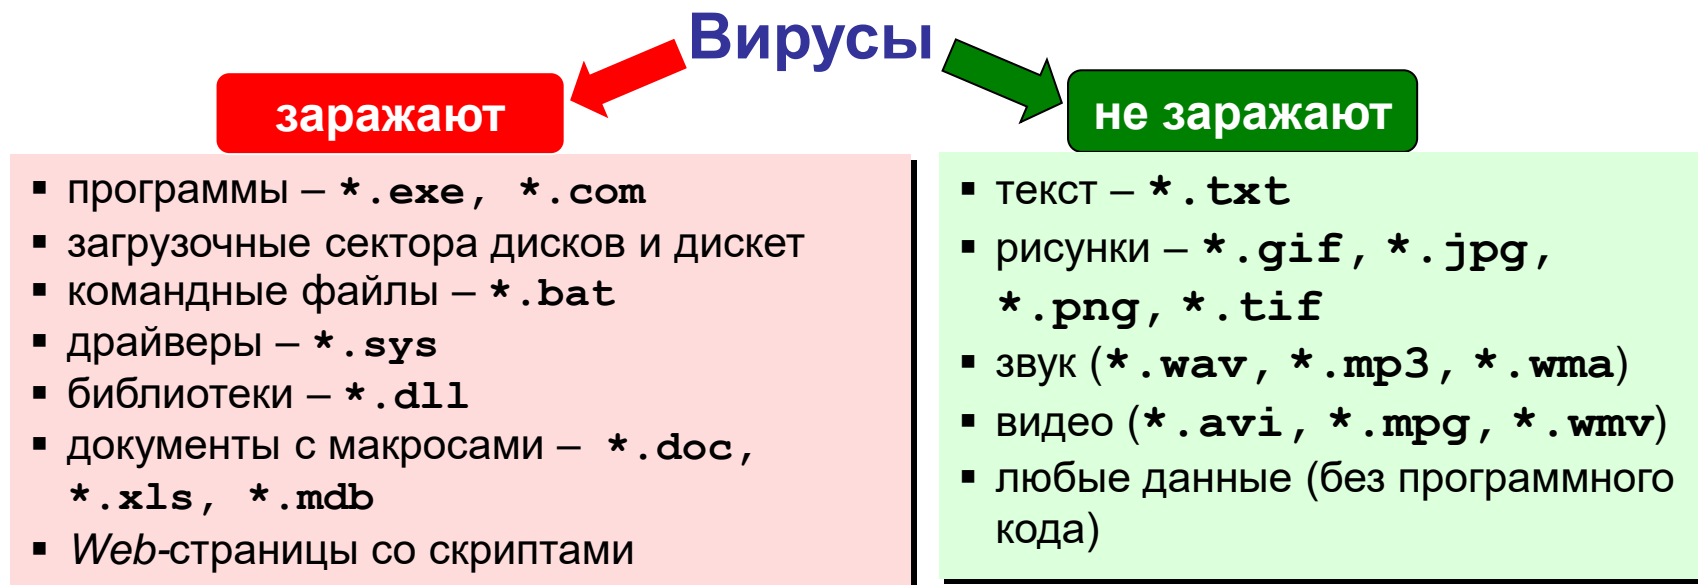 Вирусы
заражают
▪ программы – *.exe, *.com
▪ загрузочные сектора дисков и дискет
▪ командные файлы – *.bat
▪ драйверы – *.sys
▪ библиотеки – *.dll
▪ документы с макросами – *.doc,
*.xls, *.mdb
▪ Web-страницы со скриптами
не заражают
▪ текст – *.txt
▪ рисунки – *.gif, *.jpg,
*.png, *.tif
▪ звук (*.wav, *.mp3, *.wma)
▪ видео (*.avi, *.mpg, *.wmv)
▪ любые данные (без программного
кода)